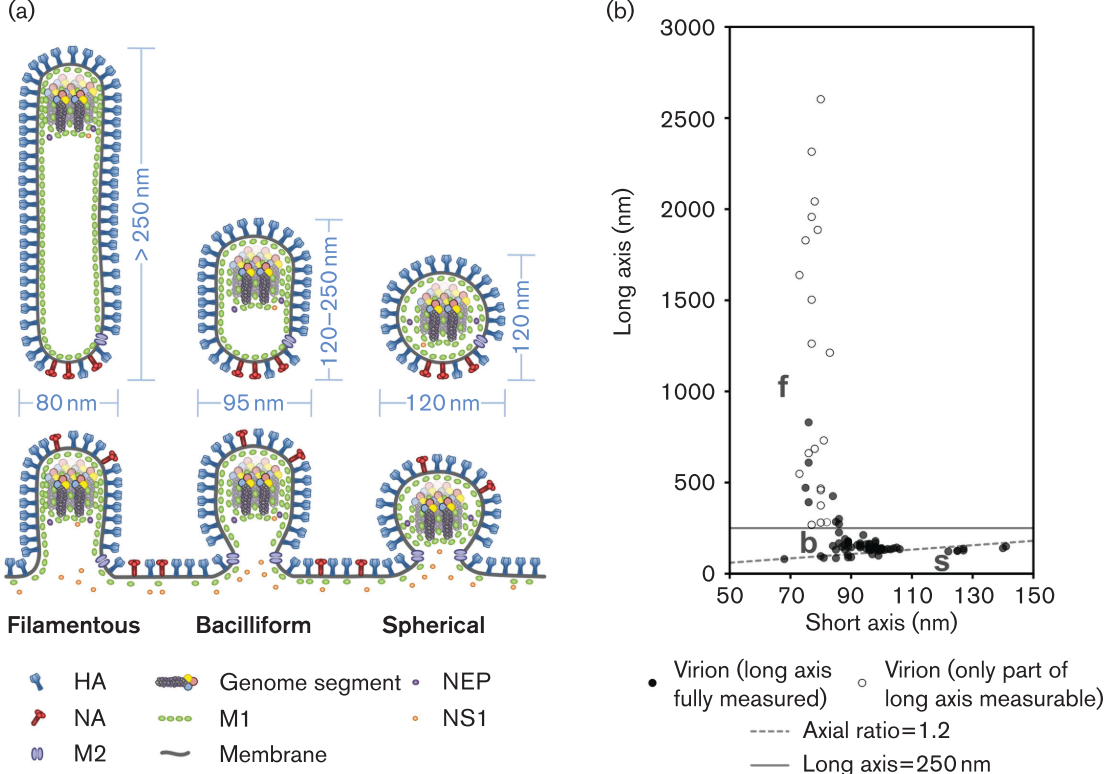 (a)
> 250 nm
120–250 nm
120 nm
80 nm
95 nm
120 nm
Filamentous
Bacilliform
Spherical
HA
NA
M2
Genome segment
M1
Membrane
NEP
NS1
(b)
Long axis (nm)
3000
2500
2000
1500
1000
500
0
f
b
s
50 70 90 110 130 150
Short axis (nm)
Virion (long axis
fully measured)
Virion (only part of
long axis measurable)
Axial ratio=1.2
Long axis=250 nm